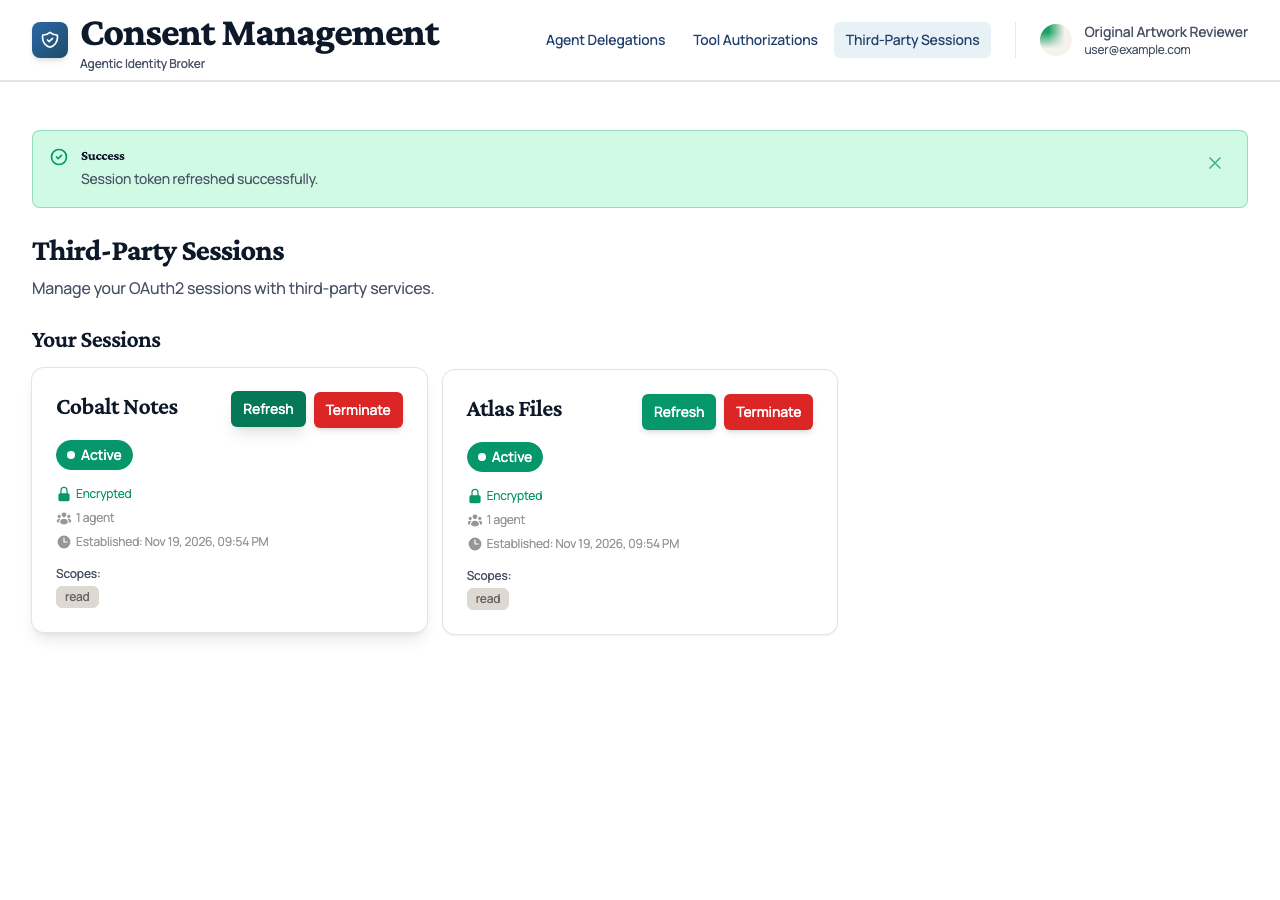 Consent Management
Agentic Identity Broker
Agent Delegations
Tool Authorizations
Third-Party Sessions
Original Artwork Reviewer
user@example.com
Success
Session token refreshed successfully.
Third-Party Sessions
Manage your OAuth2 sessions with third-party services.
Your Sessions
Cobalt Notes
Refresh
Terminate
Active
Encrypted
1 agent
Established: Nov 19, 2026, 09:54 PM
Scopes:
read
Atlas Files
Refresh
Terminate
Active
Encrypted
1 agent
Established: Nov 19, 2026, 09:54 PM
Scopes:
read